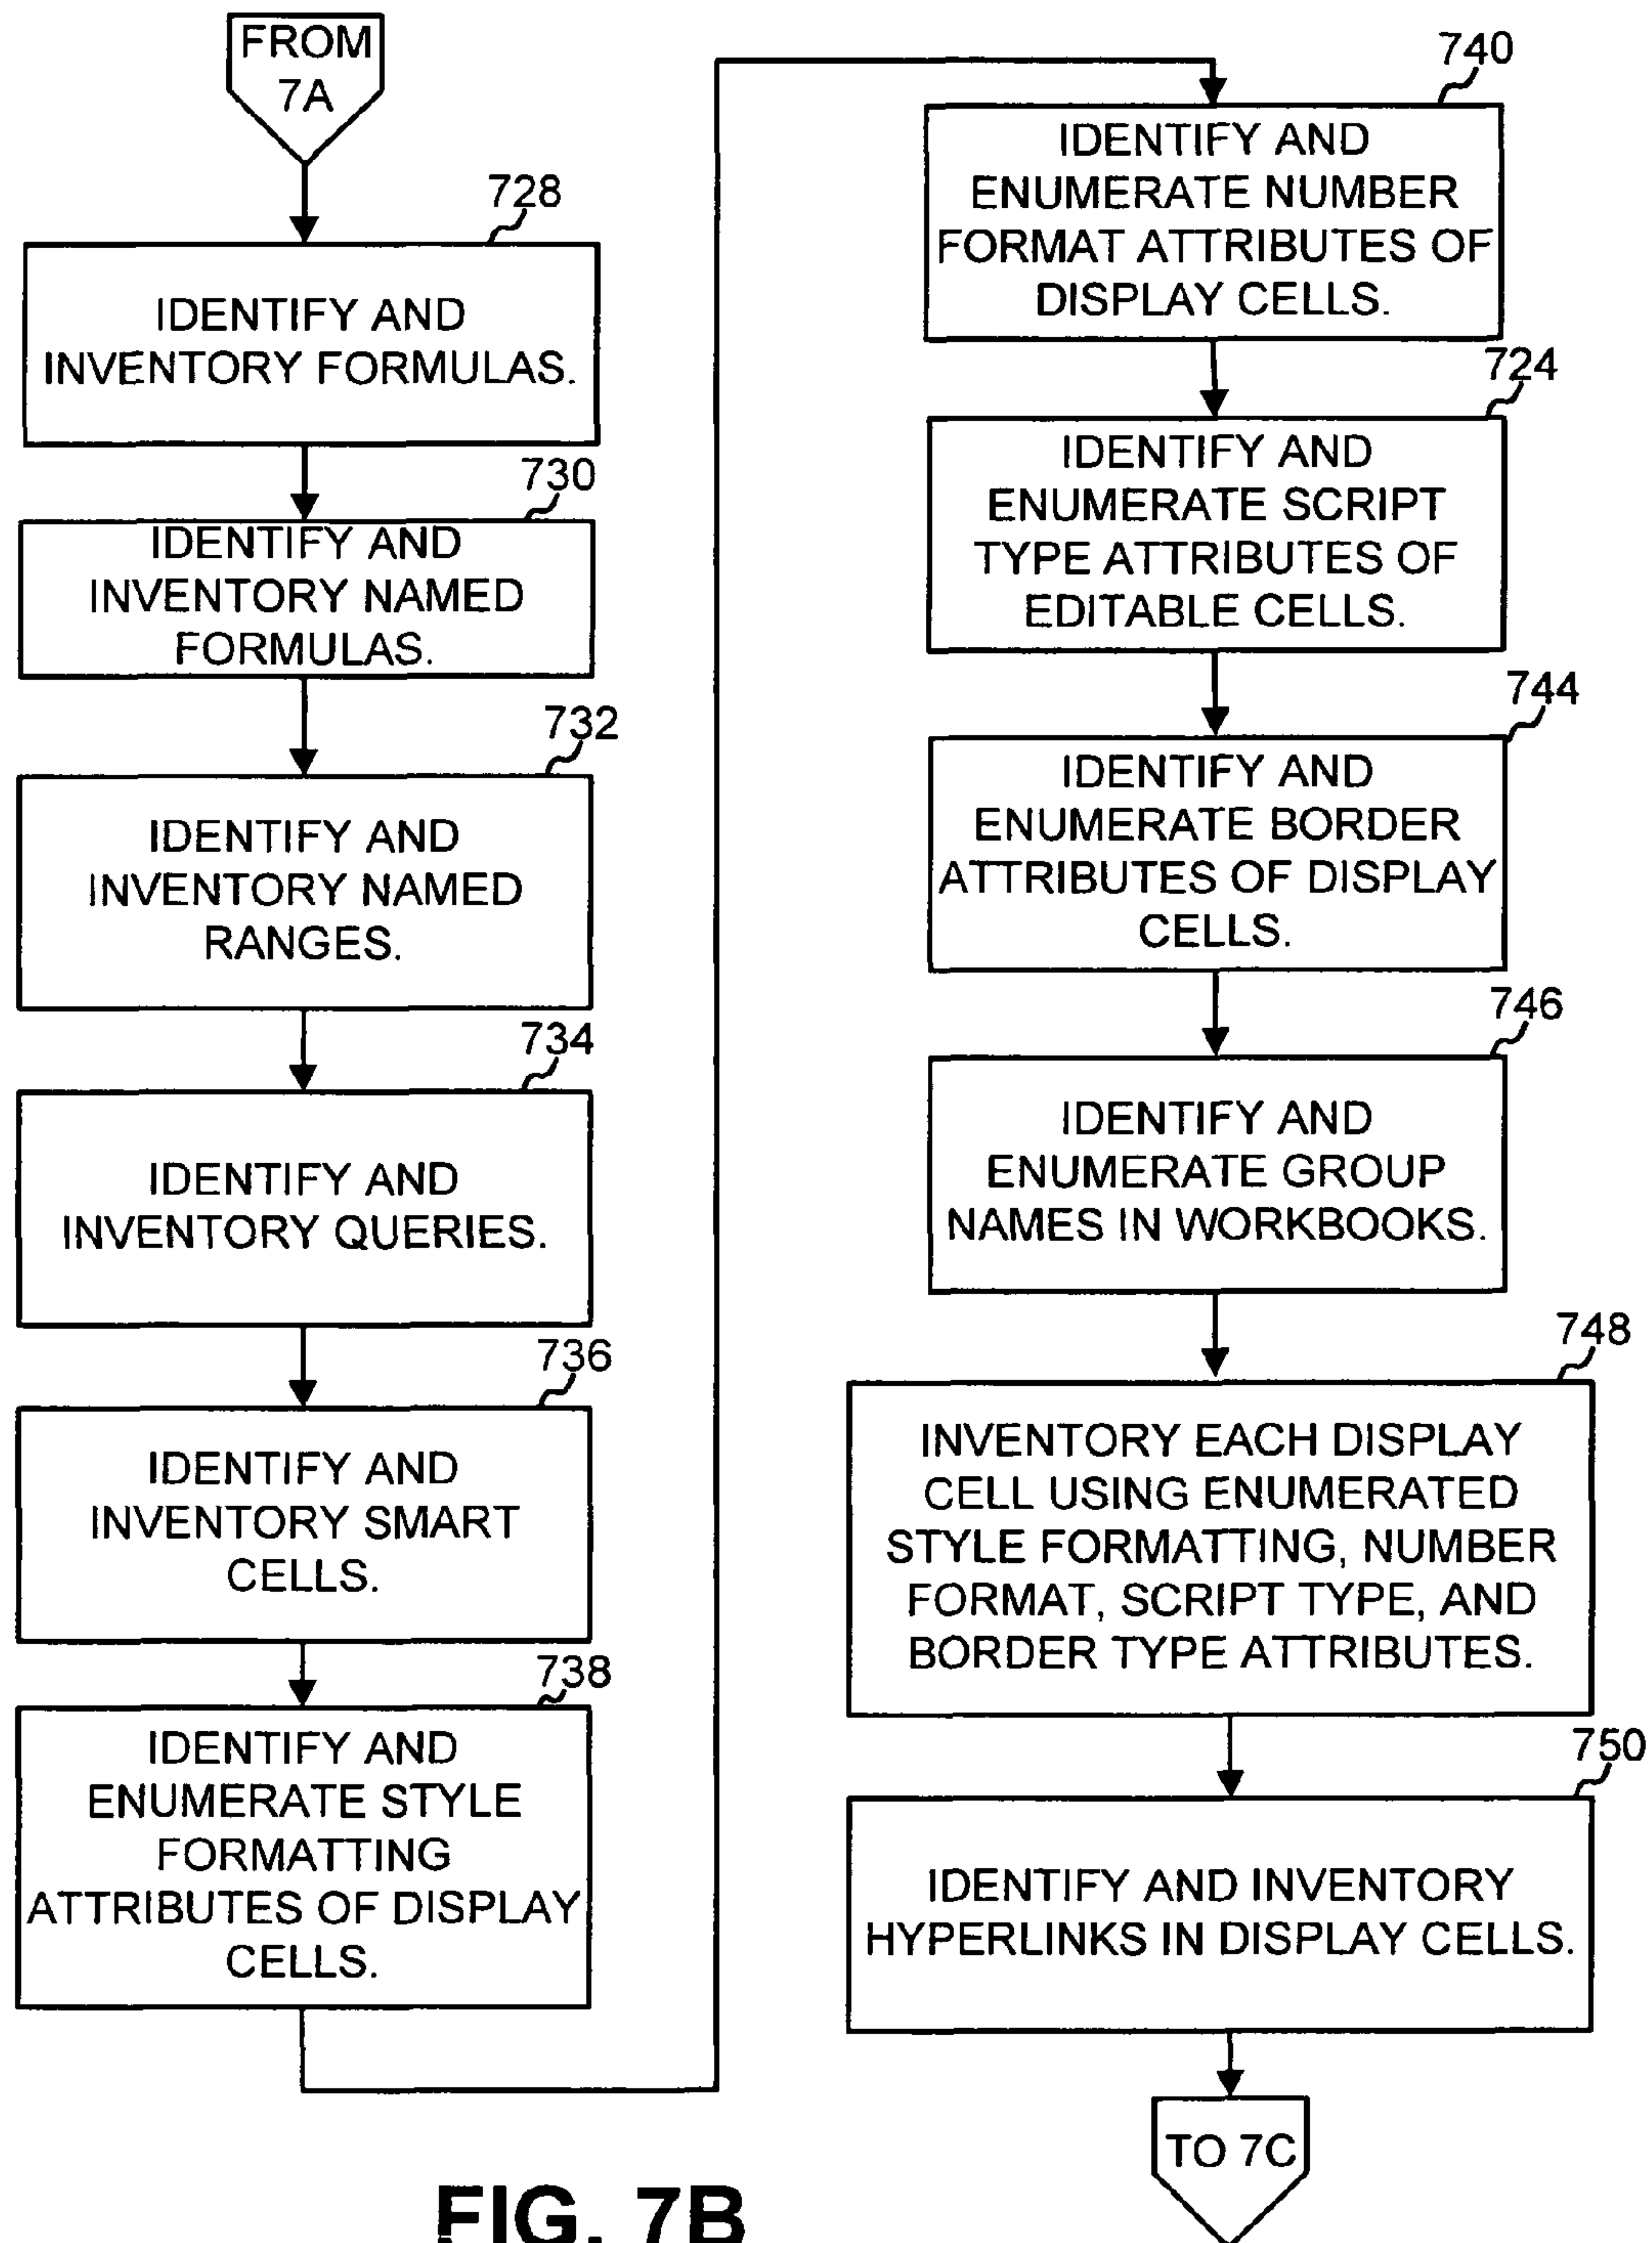 FROM
7A
728
IDENTIFY AND
INVENTORY FORMULAS.
730
IDENTIFY AND
INVENTORY NAMED
FORMULAS.
732
IDENTIFY AND
INVENTORY NAMED
RANGES.
734
IDENTIFY AND
INVENTORY QUERIES.
736
IDENTIFY AND
INVENTORY SMART
CELLS.
738
IDENTIFY AND
ENUMERATE STYLE
FORMATTING
ATTRIBUTES OF DISPLAY
CELLS.
740
IDENTIFY AND
ENUMERATE NUMBER
FORMAT ATTRIBUTES OF
DISPLAY CELLS.
724
IDENTIFY AND
ENUMERATE SCRIPT
TYPE ATTRIBUTES OF
EDITABLE CELLS.
744
IDENTIFY AND
ENUMERATE BORDER
ATTRIBUTES OF DISPLAY
CELLS.
746
IDENTIFY AND
ENUMERATE GROUP
NAMES IN WORKBOOKS.
748
INVENTORY EACH DISPLAY
CELL USING ENUMERATED
STYLE FORMATTING, NUMBER
FORMAT, SCRIPT TYPE, AND
BORDER TYPE ATTRIBUTES.
750
IDENTIFY AND INVENTORY
HYPERLINKS IN DISPLAY CELLS.
TO 7C
FIG. 7B